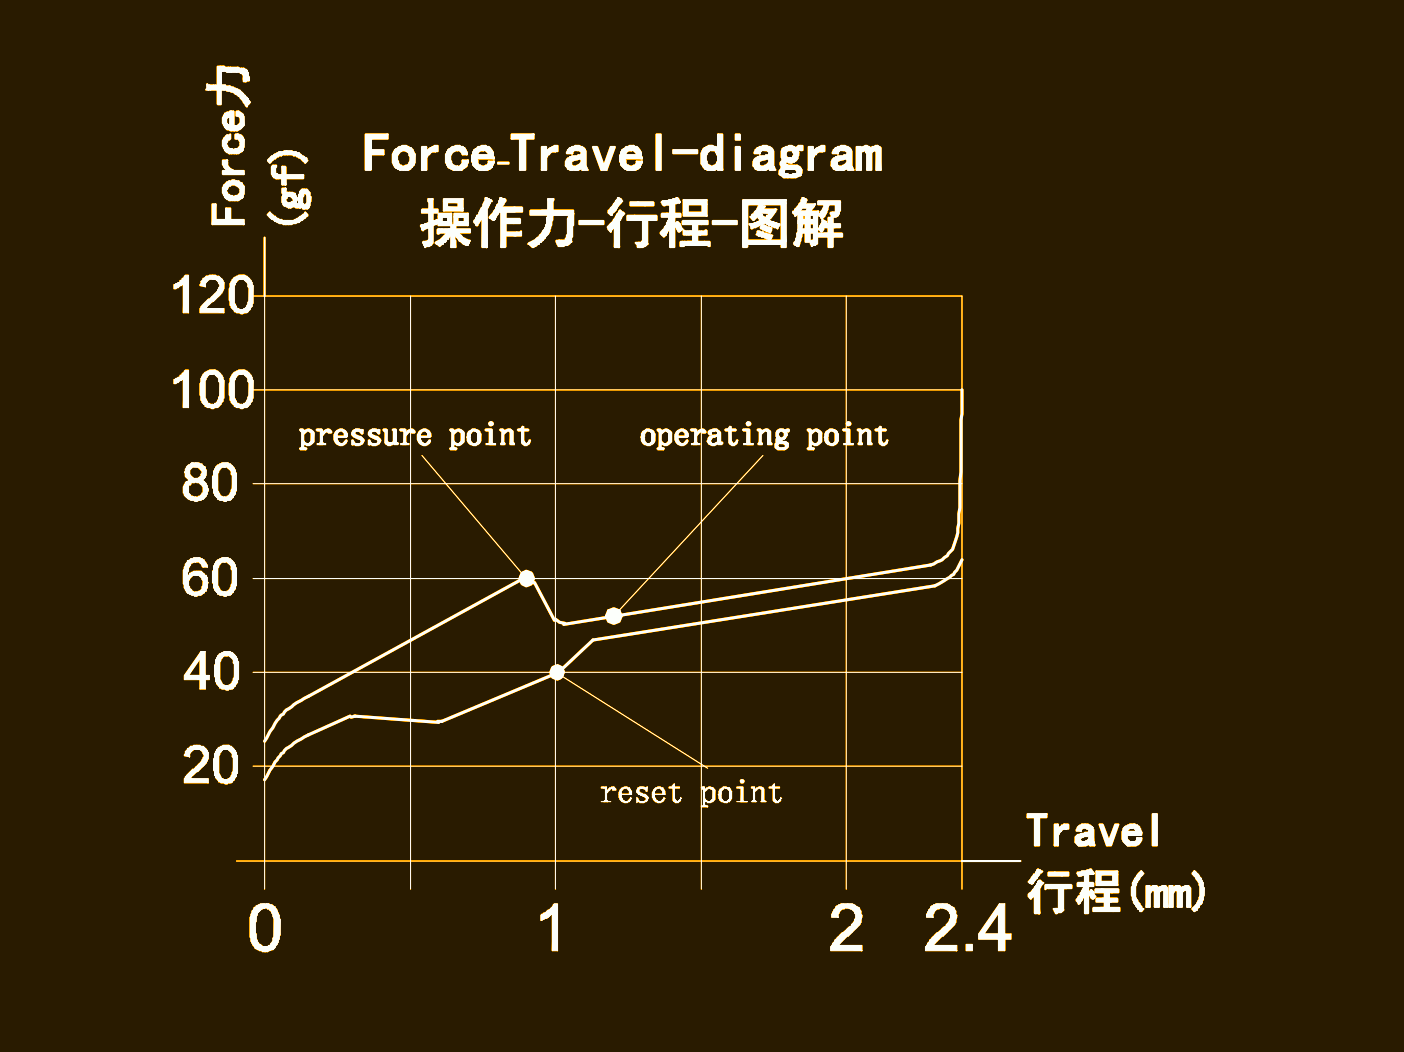 Force力
(gf)
Force-Travel-diagram
操作力-行程-图解
120
100
pressure point
operating point
80
60
40
20
reset point
Travel
行程(mm)
0
1
2
2.4